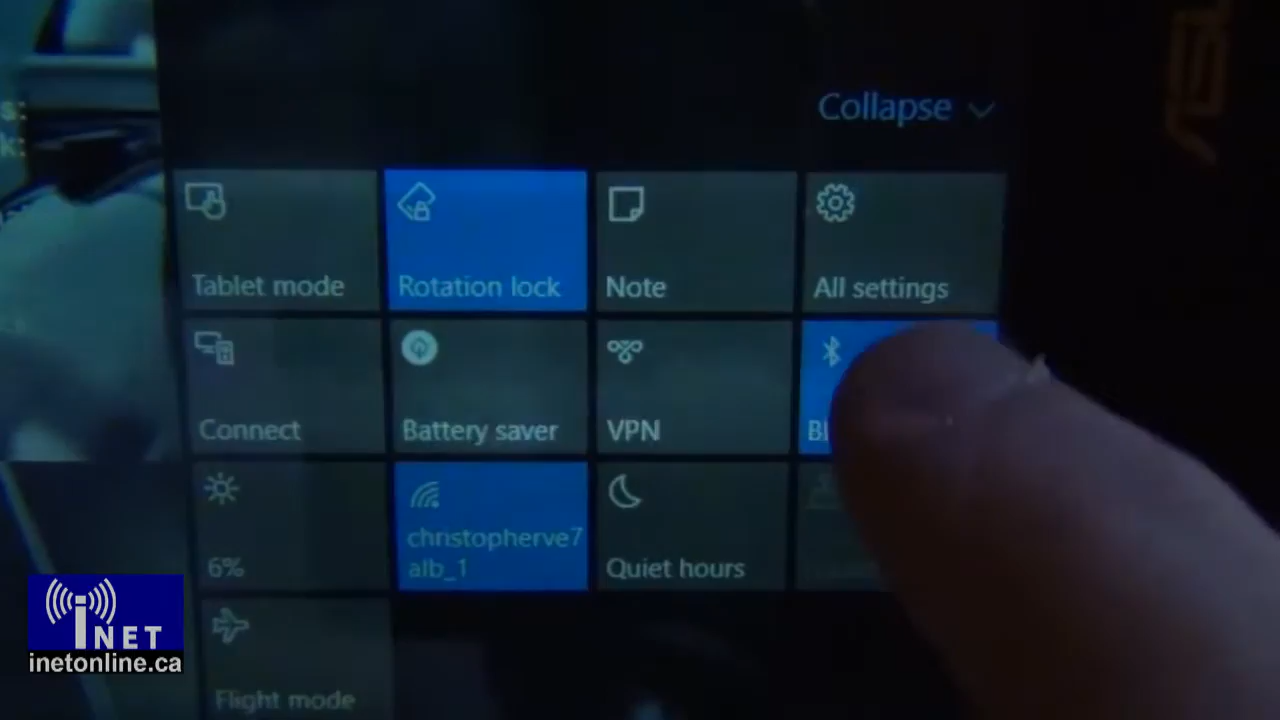 Collapse
s:
k:
Tablet mode
Rotation lock
Note
All settings
Connect
Battery saver
VPN
Bl
6%
christopherve7
alb_1
Quiet hours
Flight mode
iNET
inetonline.ca